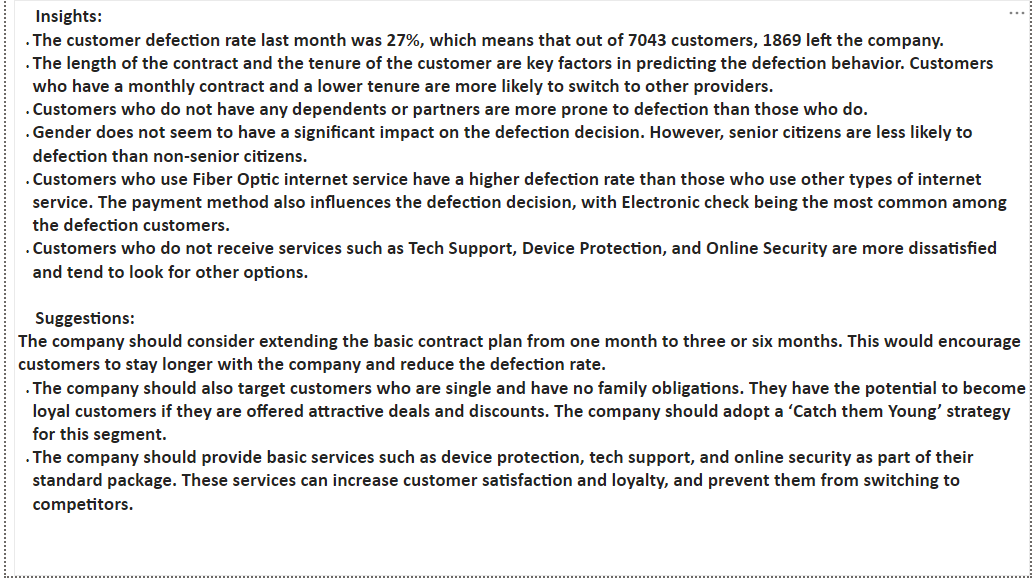 Insights:
. The customer defection rate last month was 27%, which means that out of 7043 customers, 1869 left the company.
. The length of the contract and the tenure of the customer are key factors in predicting the defection behavior. Customers
who have a monthly contract and a lower tenure are more likely to switch to other providers.
. Customers who do not have any dependents or partners are more prone to defection than those who do.
. Gender does not seem to have a significant impact on the defection decision. However, senior citizens are less likely to
defection than non-senior citizens.
. Customers who use Fiber Optic internet service have a higher defection rate than those who use other types of internet
service. The payment method also influences the defection decision, with Electronic check being the most common among
the defection customers.
. Customers who do not receive services such as Tech Support, Device Protection, and Online Security are more dissatisfied
and tend to look for other options.
Suggestions:
The company should consider extending the basic contract plan from one month to three or six months. This would encourage
customers to stay longer with the company and reduce the defection rate.
. The company should also target customers who are single and have no family obligations. They have the potential to become
loyal customers if they are offered attractive deals and discounts. The company should adopt a ‘Catch them Young’ strategy
for this segment.
. The company should provide basic services such as device protection, tech support, and online security as part of their
standard package. These services can increase customer satisfaction and loyalty, and prevent them from switching to
competitors.